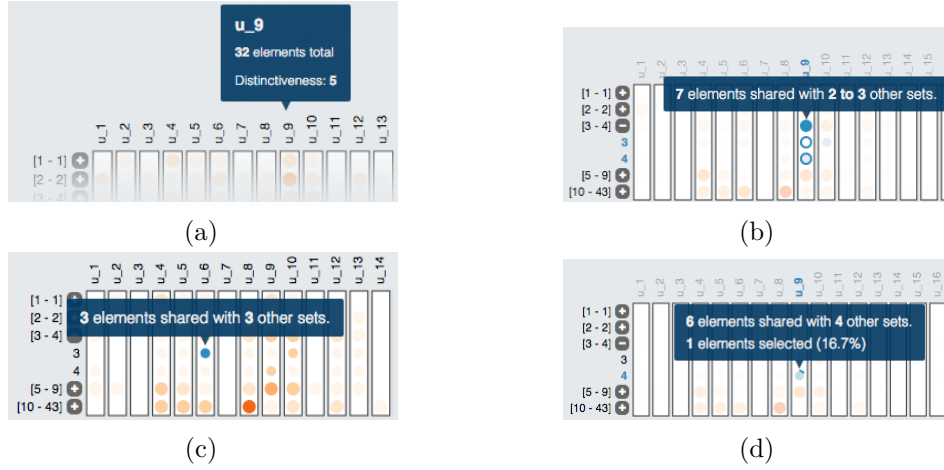 u_9
32 elements total
Distinctiveness: 5
u_1 u_2 u_3 u_4 u_5 u_6 u_7 u_8 u_9 u_10 u_11 u_12 u_13
[1 - 1]
[2 - 2]
[3 - 4]
(a)
u_1 u_2 u_3 u_4 u_5 u_6 u_7 u_8 u_9 u_10 u_11 u_12 u_13 u_14 u_15
7 elements shared with 2 to 3 other sets.
[1 - 1]
[2 - 2]
[3 - 4]
3
4
[5 - 9]
[10 - 43]
(b)
u_1 u_2 u_3 u_4 u_5 u_6 u_7 u_8 u_9 u_10 u_11 u_12 u_13 u_14
[1 - 1]
3 elements shared with 3 other sets.
[2 - 2]
[3 - 4]
3
4
[5 - 9]
[10 - 43]
(c)
u_1 u_2 u_3 u_4 u_5 u_6 u_7 u_8 u_9 u_10 u_11 u_12 u_13 u_14 u_15 u_16
6 elements shared with 4 other sets.
1 elements selected (16.7%)
[1 - 1]
[2 - 2]
[3 - 4]
3
4
[5 - 9]
[10 - 43]
(d)